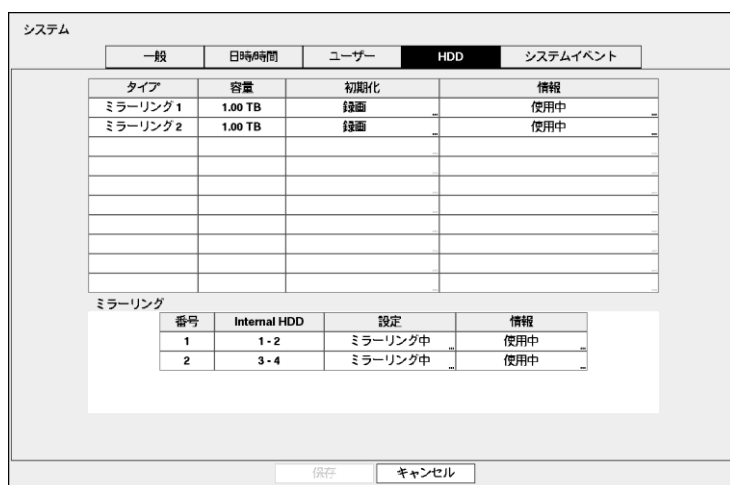 システム
一般 日時/時間 ユーザー HDD システムイベント
タイプ 容量 初期化 情報
ミラーリング 1 1.00 TB 録画 ... 使用中 ...
ミラーリング 2 1.00 TB 録画 ... 使用中 ...
ミラーリング
番号 Internal HDD 設定 情報
1 1 - 2 ミラーリング中 ... 使用中 ...
2 3 - 4 ミラーリング中 ... 使用中 ...
保存 キャンセル